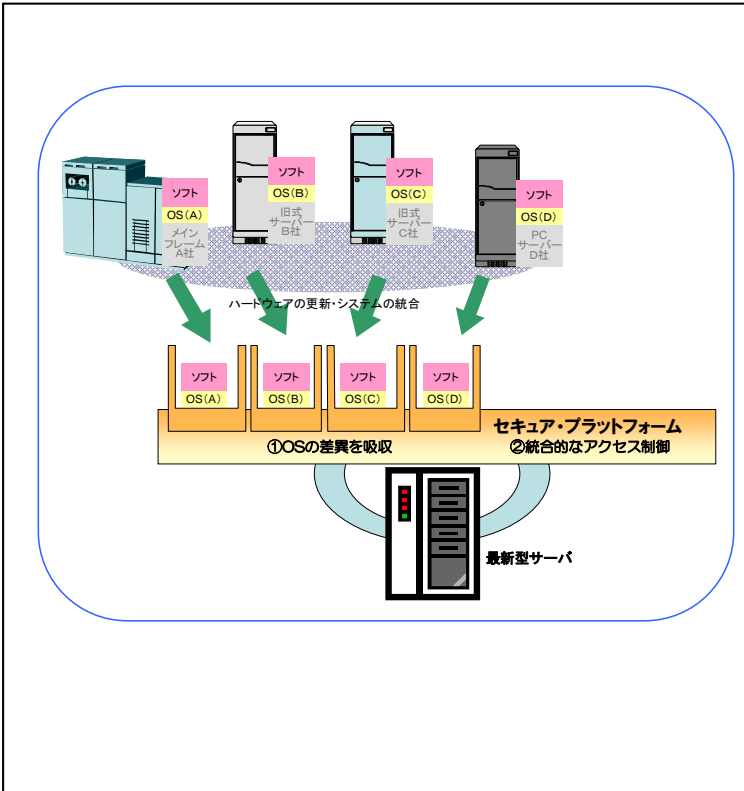 ソフト
OS(A)
メイン
フレーム
A社
ソフト
OS(B)
旧式
サーバー
B社
ソフト
OS(C)
旧式
サーバー
C社
ソフト
OS(D)
PC
サーバー
D社
ハードウェアの更新・システムの統合
ソフト
OS(A)
ソフト
OS(B)
ソフト
OS(C)
ソフト
OS(D)
セキュア・プラットフォーム
①OSの差異を吸収
②統合的なアクセス制御
最新型サーバ